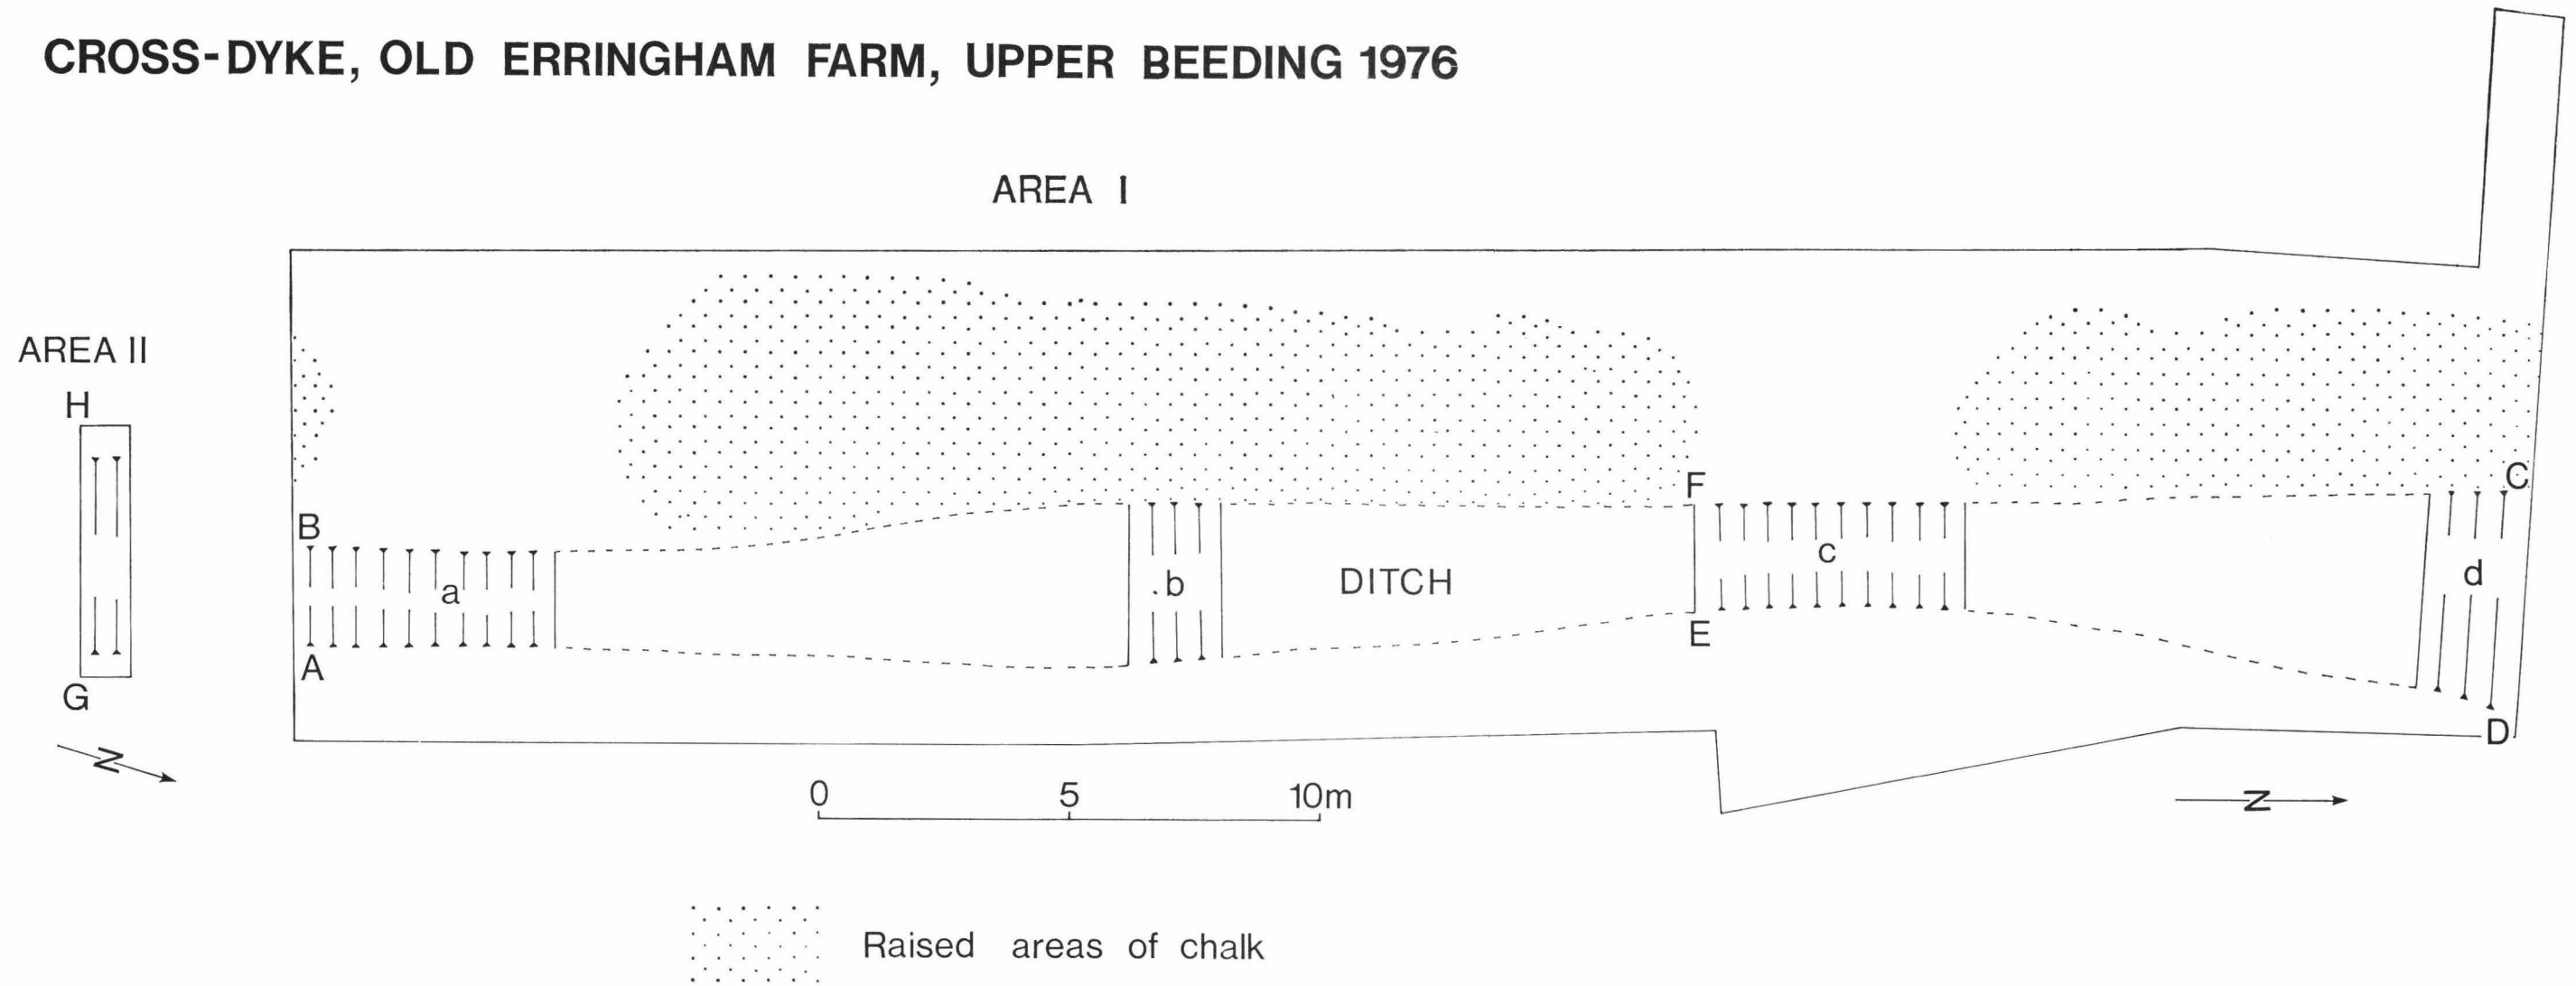 CROSS-DYKE, OLD ERRINGHAM FARM, UPPER BEEDING 1976
AREA I
AREA II
H
G
N
B
A
a
.b
DITCH
F
E
c
C
d
D
0 5 10m
N
Raised areas of chalk